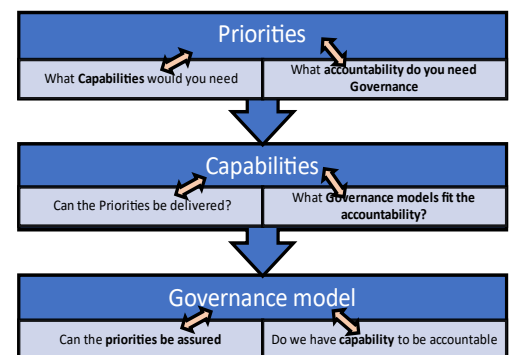 Priorities
What Capabilities would you need
What accountability do you need
Governance
Capabilities
Can the Priorities be delivered?
What Governance models fit the
accountability?
Governance model
Can the priorities be assured
Do we have capability to be accountable